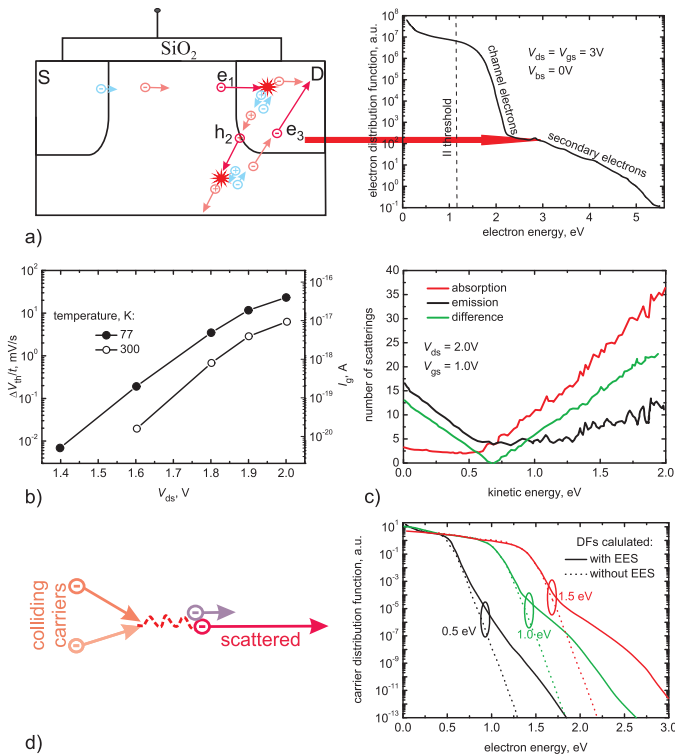 SiO2
S
D
e1
h2
e3
a)
electron distribution function, a.u.
10^8
10^7
10^6
10^5
10^4
10^3
10^2
10^1
10^0
10^-1
0
1
2
3
4
5
electron energy, eV
II threshold
channel electrons
secondary electrons
Vds = Vgs = 3V
Vbs = 0V
ΔVth/t, mV/s
10^2
10^1
10^0
10^-1
10^-2
temperature, K:
77
300
10^-16
10^-17
10^-18
10^-19
10^-20
Ig, A
1.4
1.5
1.6
1.7
1.8
1.9
2.0
Vds, V
b)
number of scatterings
40
35
30
25
20
15
10
5
0
absorption
emission
difference
Vds = 2.0V
Vgs = 1.0V
0.0
0.5
1.0
1.5
2.0
kinetic energy, eV
c)
colliding
carriers
scattered
d)
carrier distribution function, a.u.
10^1
10^-1
10^-3
10^-5
10^-7
10^-9
10^-11
10^-13
DFs calulated:
with EES
without EES
0.5 eV
1.0 eV
1.5 eV
0.0
0.5
1.0
1.5
2.0
2.5
3.0
electron energy, eV